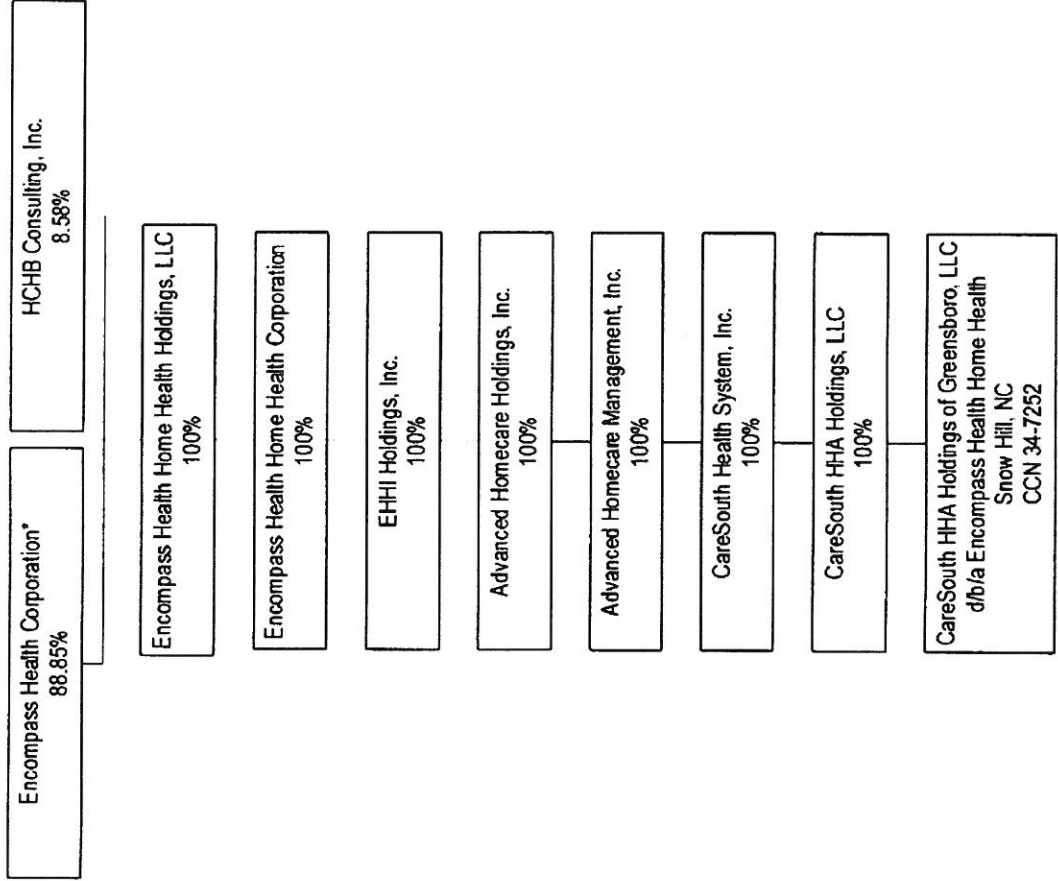 Encompass Health Corporation*
88.85%
HCHB Consulting, Inc.
8.58%
Encompass Health Home Health Holdings, LLC
100%
Encompass Health Home Health Corporation
100%
EHHI Holdings, Inc.
100%
Advanced Homecare Holdings, Inc.
100%
Advanced Homecare Management, Inc.
100%
CareSouth Health System, Inc.
100%
CareSouth HHA Holdings, LLC
100%
CareSouth HHA Holdings of Greensboro, LLC
d/b/a Encompass Health Home Health
Snow Hill, NC
CCN 34-7252